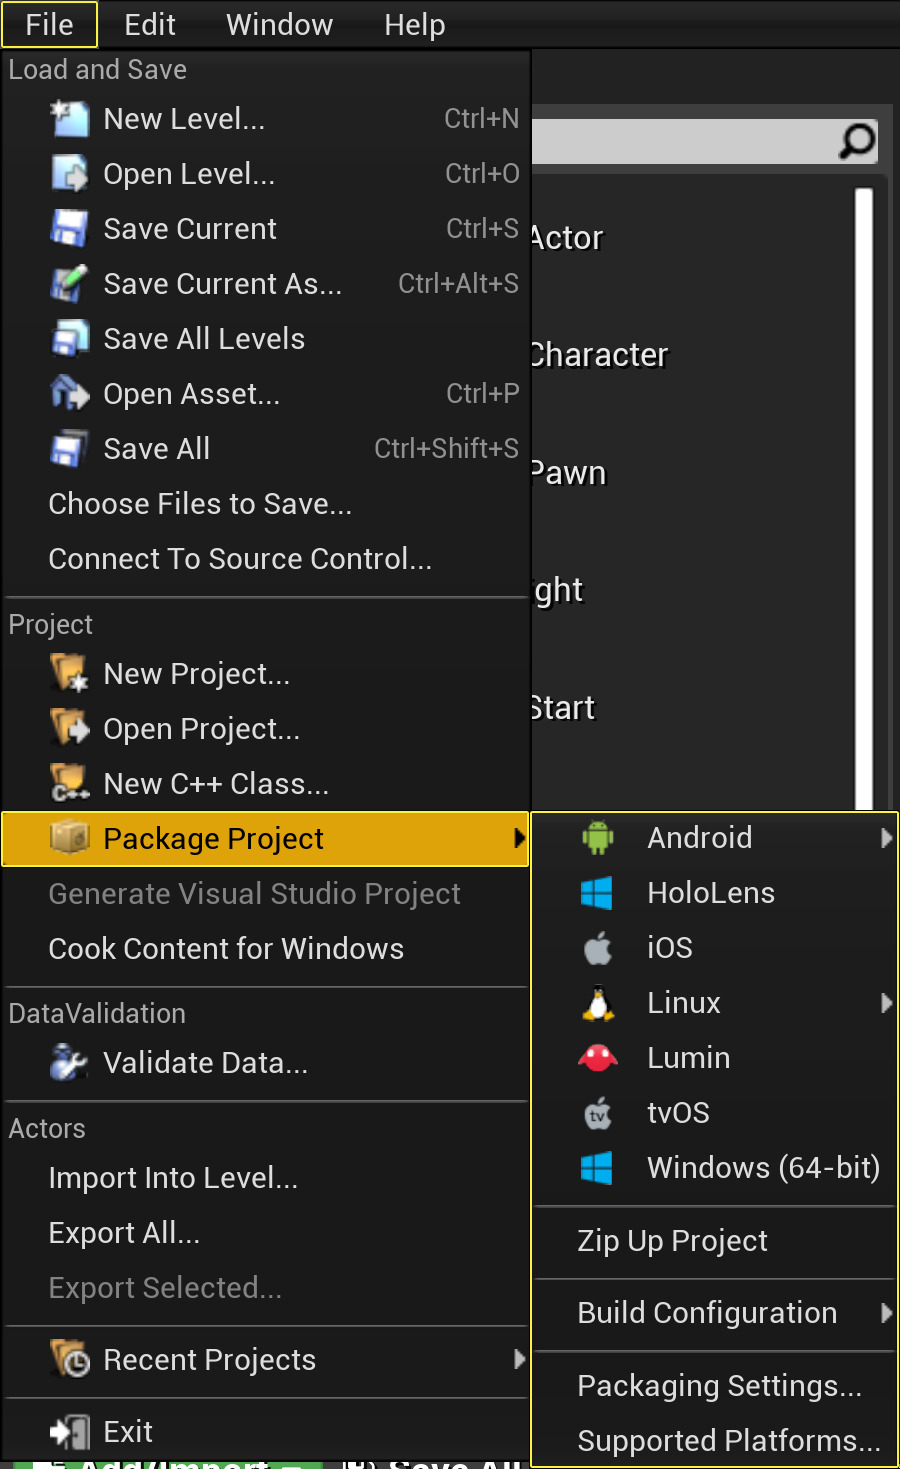 File Edit Window Help
Load and Save
New Level... Ctrl+N
Open Level... Ctrl+O
Save Current Ctrl+S
Save Current As... Ctrl+Alt+S
Save All Levels
Open Asset... Ctrl+P
Save All Ctrl+Shift+S
Choose Files to Save...
Connect To Source Control...
Actor
Character
Pawn
ght
Start
Project
New Project...
Open Project...
New C++ Class...
Package Project
Generate Visual Studio Project
Cook Content for Windows
DataValidation
Validate Data...
Actors
Import Into Level...
Export All...
Export Selected...
Recent Projects
Exit
Android
HoloLens
iOS
Linux
Lumin
tvOS
Windows (64-bit)
Zip Up Project
Build Configuration
Packaging Settings...
Supported Platforms...
Add/Import Save All